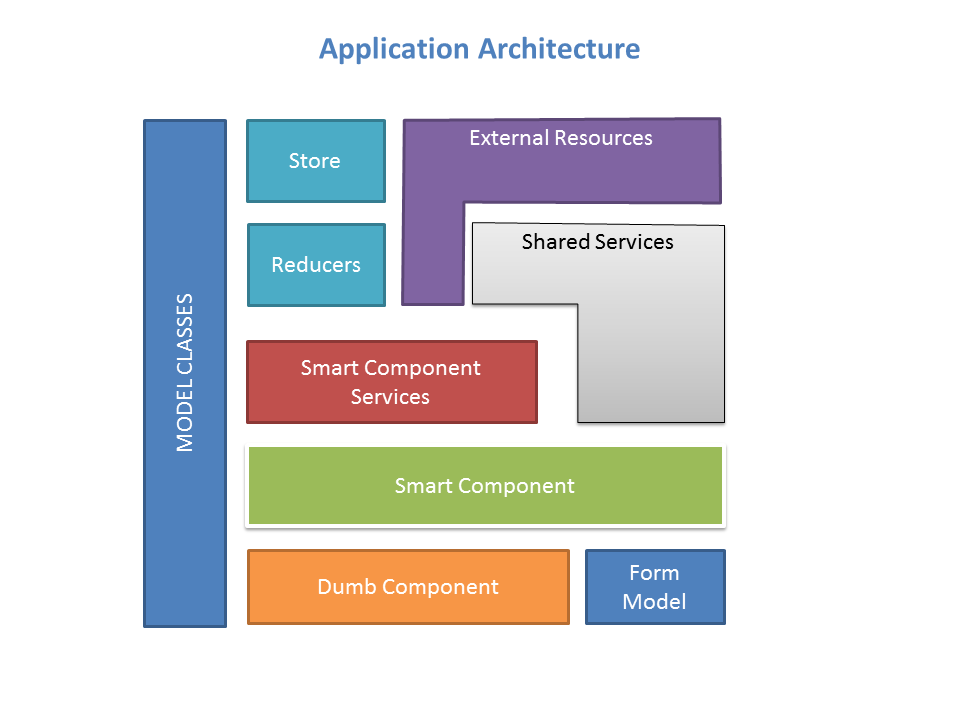 Application Architecture
Store
External Resources
Reducers
Shared Services
MODEL CLASSES
Smart Component
Services
Smart Component
Dumb Component
Form
Model